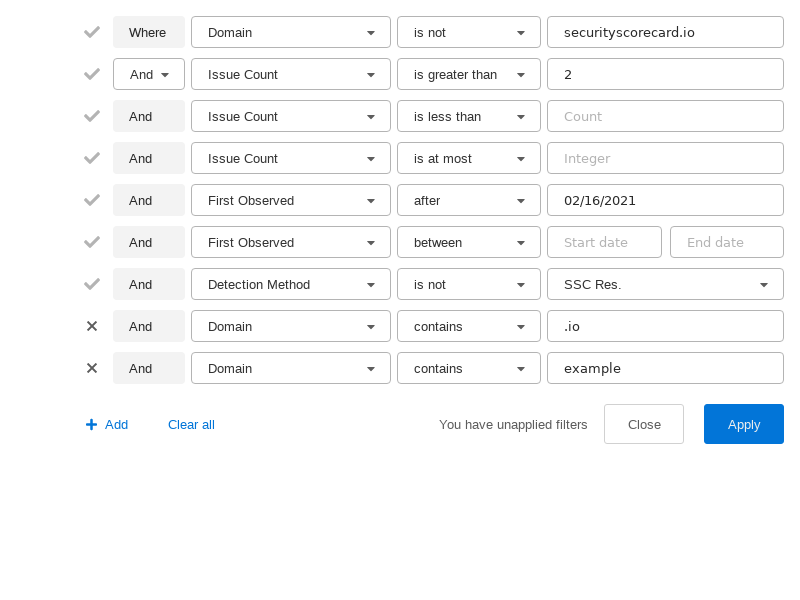 Where Domain is not securityscorecard.io
And Issue Count is greater than 2
And Issue Count is less than Count
And Issue Count is at most Integer
And First Observed after 02/16/2021
And First Observed between Start date End date
And Detection Method is not SSC Res.
And Domain contains .io
And Domain contains example
Add Clear all You have unapplied filters Close Apply